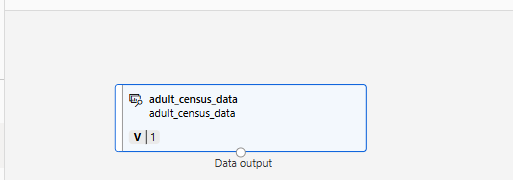 adult_census_data
adult_census_data
V | 1
Data output